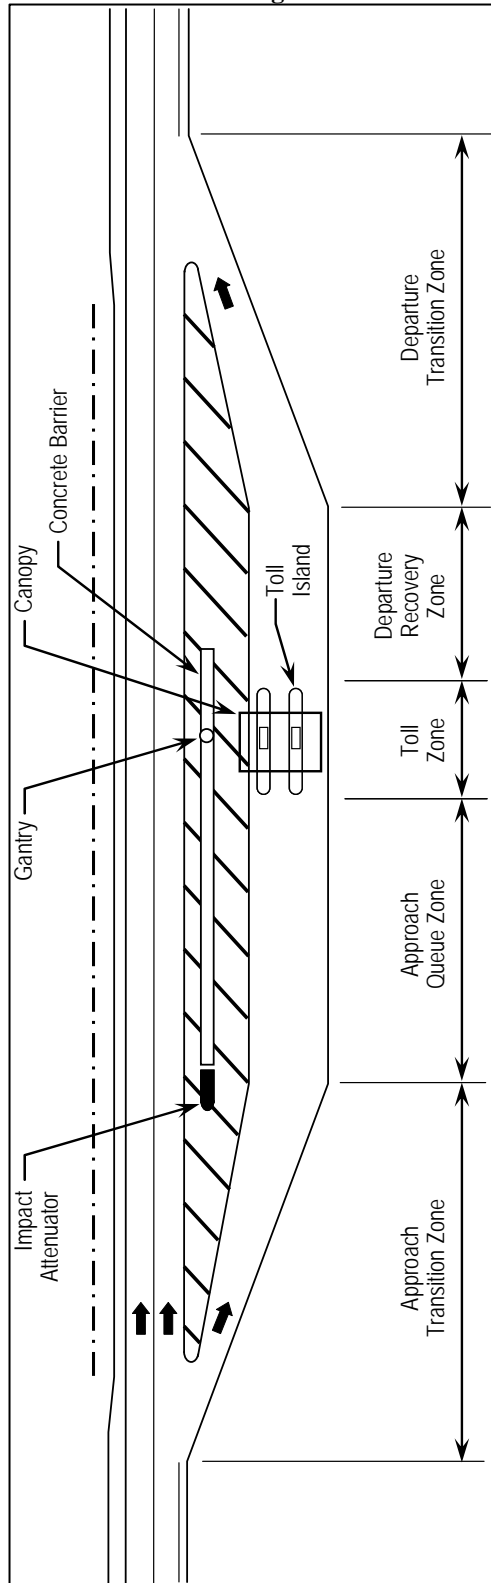 Impact
Attenuator
Gantry
Canopy
Concrete Barrier
Toll
Island
Approach
Transition Zone
Approach
Queue Zone
Toll
Zone
Departure
Recovery
Zone
Departure
Transition Zone